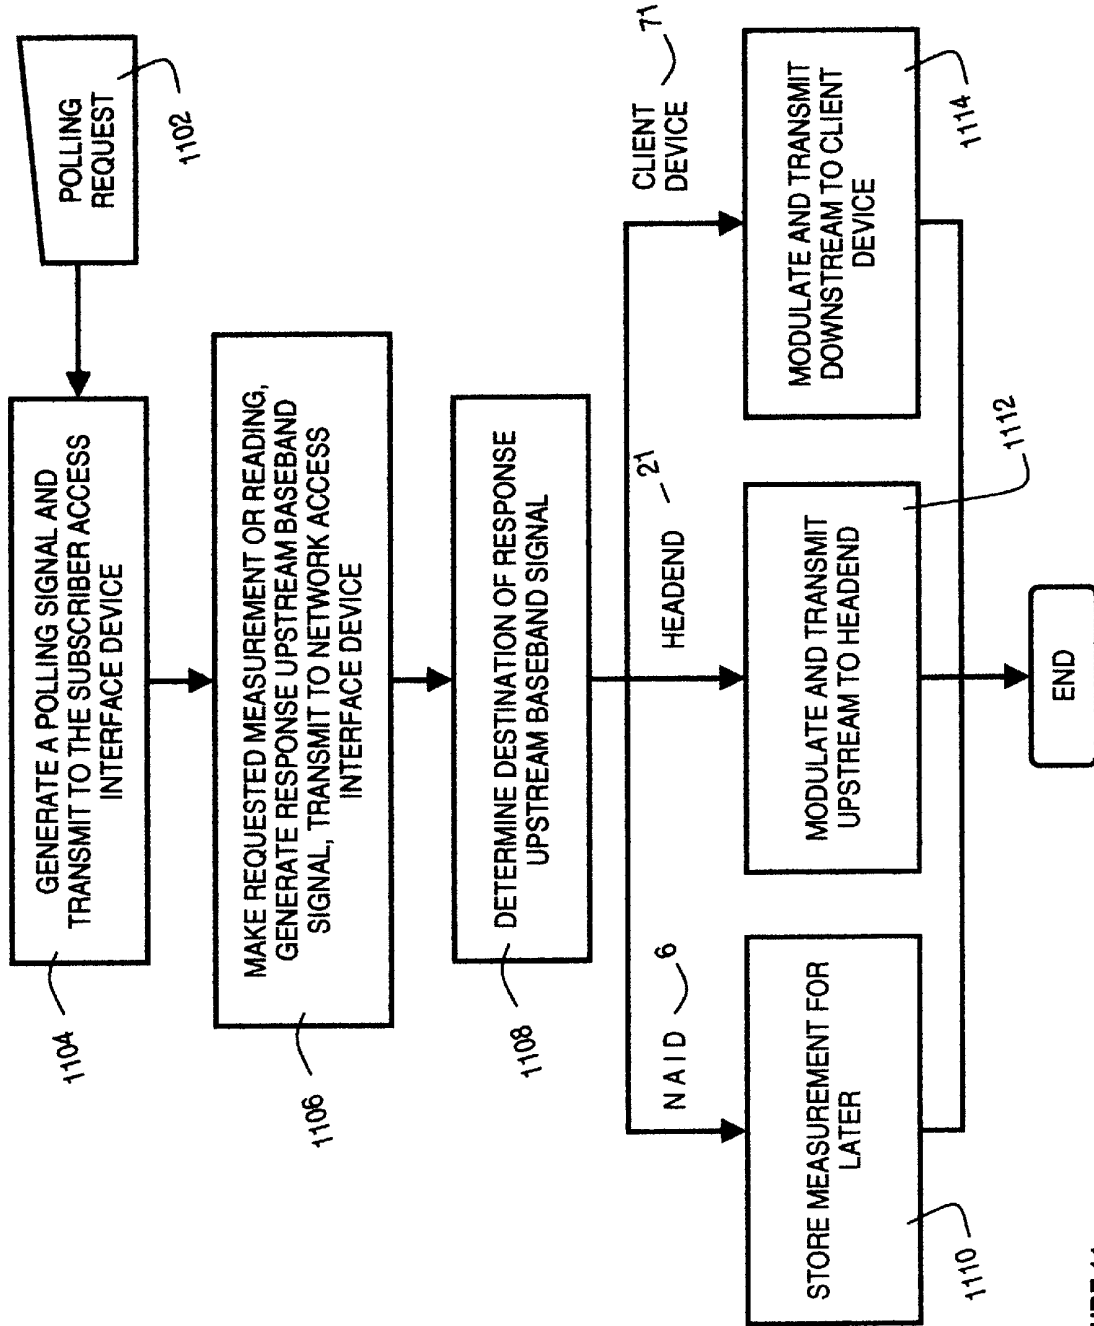 POLLING
REQUEST
1102
GENERATE A POLLING SIGNAL AND
TRANSMIT TO THE SUBSCRIBER ACCESS
INTERFACE DEVICE
1104
MAKE REQUESTED MEASUREMENT OR READING,
GENERATE RESPONSE UPSTREAM BASEBAND
SIGNAL, TRANSMIT TO NETWORK ACCESS
INTERFACE DEVICE
1106
DETERMINE DESTINATION OF RESPONSE
UPSTREAM BASEBAND SIGNAL
1108
NAID 6
HEADEND 21
CLIENT
DEVICE 71
STORE MEASUREMENT FOR
LATER
1110
MODULATE AND TRANSMIT
UPSTREAM TO HEADEND
1112
MODULATE AND TRANSMIT
DOWNSTREAM TO CLIENT
DEVICE
1114
END